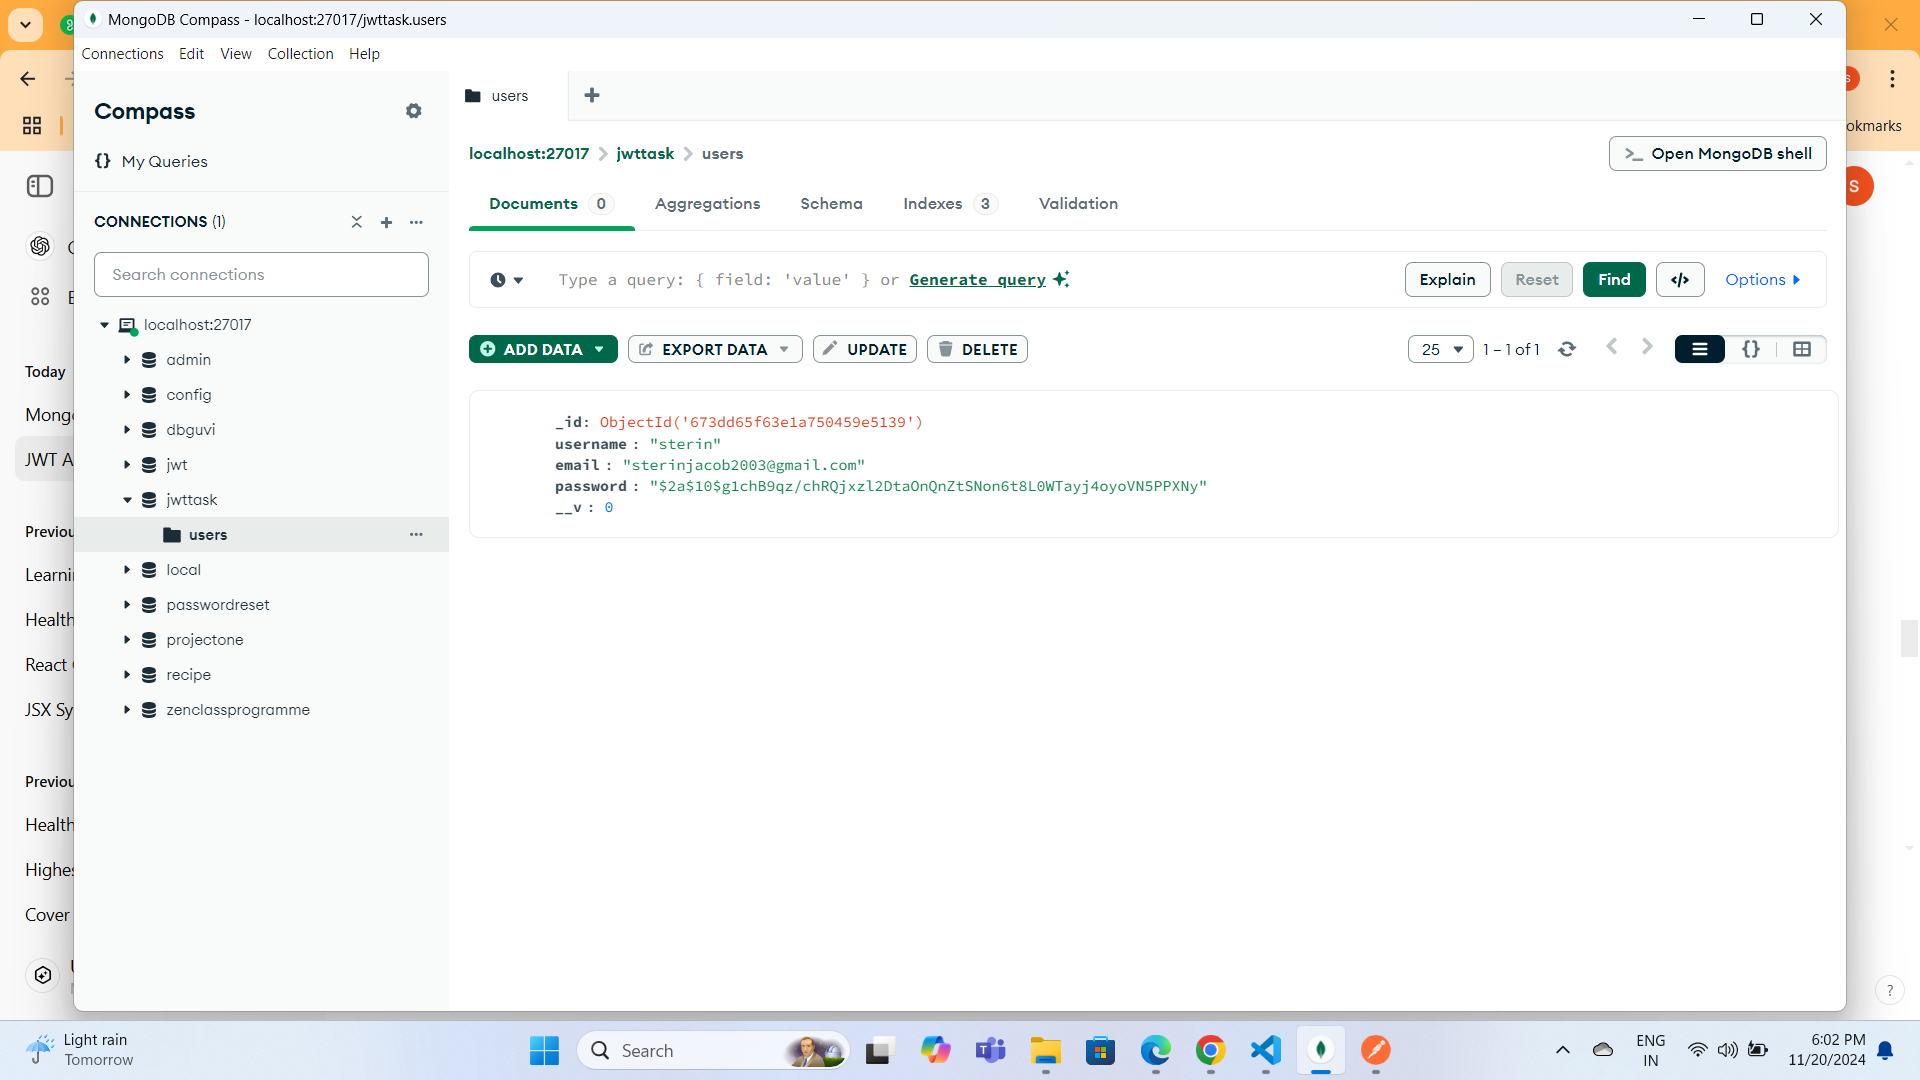 MongoDB Compass - localhost:27017/jwttask.users
Connections Edit View Collection Help
Compass
{} My Queries
CONNECTIONS (1)
Search connections
localhost:27017
admin
config
dbguvi
jwt
jwttask
users
local
passwordreset
projectone
recipe
zenclassprogramme
users
localhost:27017 > jwttask > users
>_ Open MongoDB shell
Documents 0 Aggregations Schema Indexes 3 Validation
Type a query: { field: 'value' } or Generate query
Explain Reset Find </> Options
ADD DATA EXPORT DATA UPDATE DELETE
25 1 – 1 of 1 {}
_id: ObjectId('673dd65f63e1a750459e5139')
username : "sterin"
email : "sterinjacob2003@gmail.com"
password : "$2a$10$g1chB9qz/chRQjxzl2DtaOnQnZtSNon6t8L0WTayj4oyoVN5PPXNy"
__v : 0
Today
JWT A
Health
React
JSX Sy
Health
Cover
okmarks
S
?
Light rain
Tomorrow
Search
ENG
IN
6:02 PM
11/20/2024